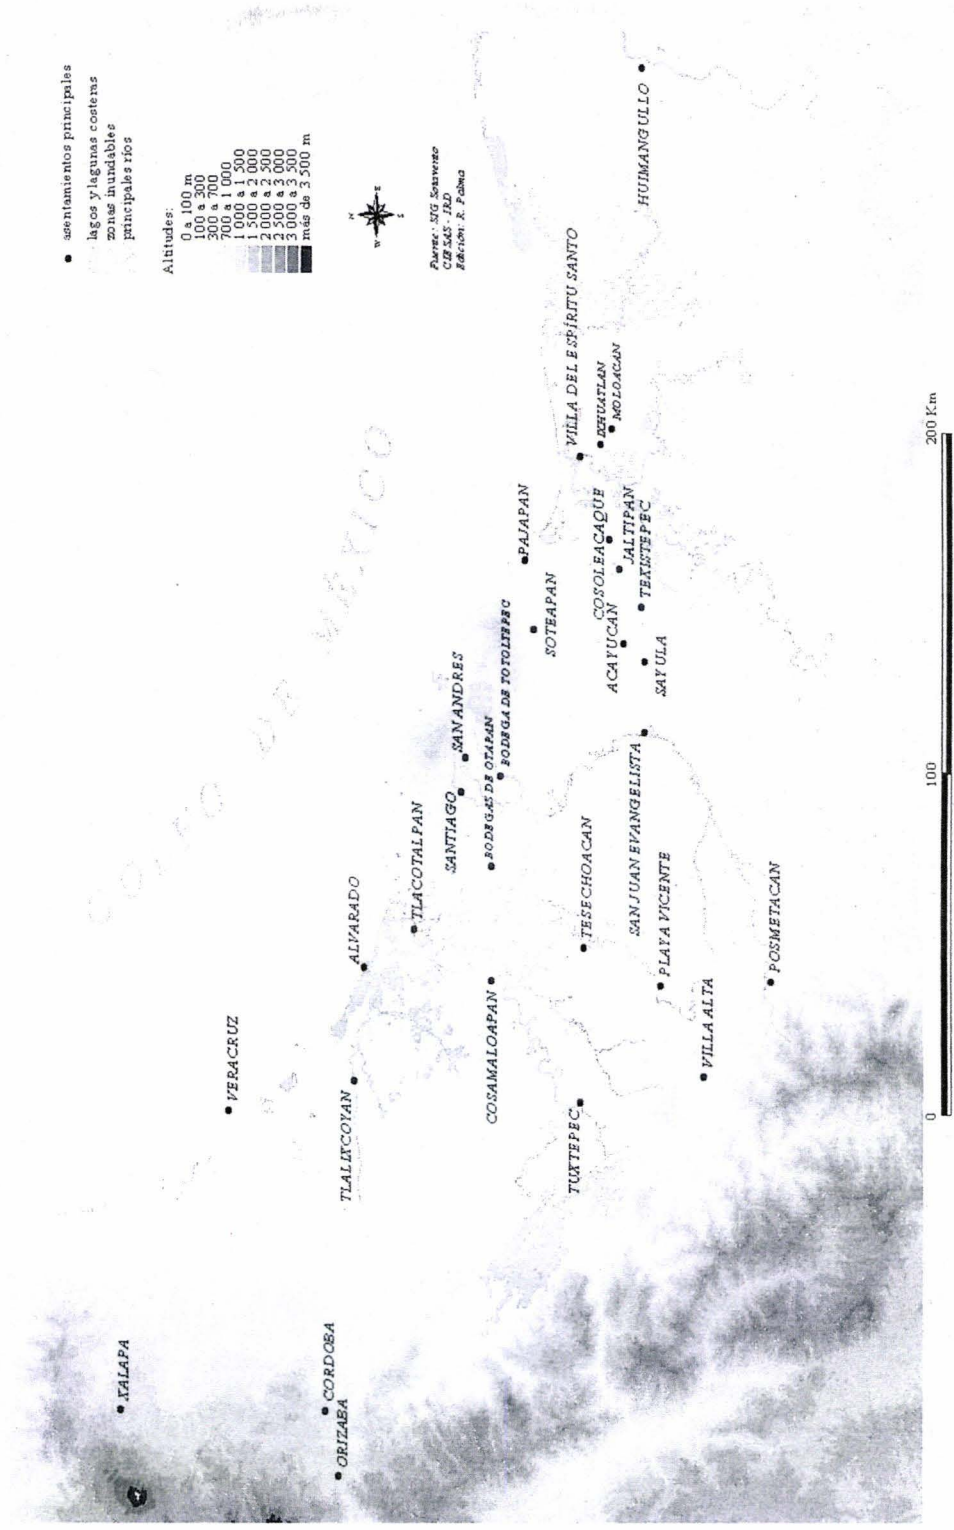 asentamientos principales
lagos y lagunas costeras
zonas inundables
principales ríos
Altitudes:
0 a 100 m
100 a 300
300 a 700
700 a 1 000
1 000 a 1 500
1 500 a 2 000
2 000 a 2 500
2 500 a 3 000
3 000 a 3 500
más de 3 500 m
N
W
E
S
Fuente: SIG Sotavento
CIESAS - IRD
Edición: R. Palma
GOLFO DE MEXICO
XALAPA
VERACRUZ
CORDOBA
ORIZABA
TLALIXCOYAN
ALVARADO
TLACOTALPAN
SANTIAGO
SAN ANDRES
COSAMALOAPAN
BODEGAS DE OTAPAN
BODEGA DE TOTOLTEPEC
PAJAPAN
SOTEAPAN
TUXTEPEC
TESECHOACAN
VILLA DEL ESPÍRITU SANTO
IXHUATLAN
MOLOACAN
COSOLEACAQUE
JALTIPAN
ACAYUCAN
TEXISTEPEC
SAYULA
SAN JUAN EVANGELISTA
HUIMANGULLO
PLAYA VICENTE
VILLA ALTA
POSMETACAN
0
100
200 Km